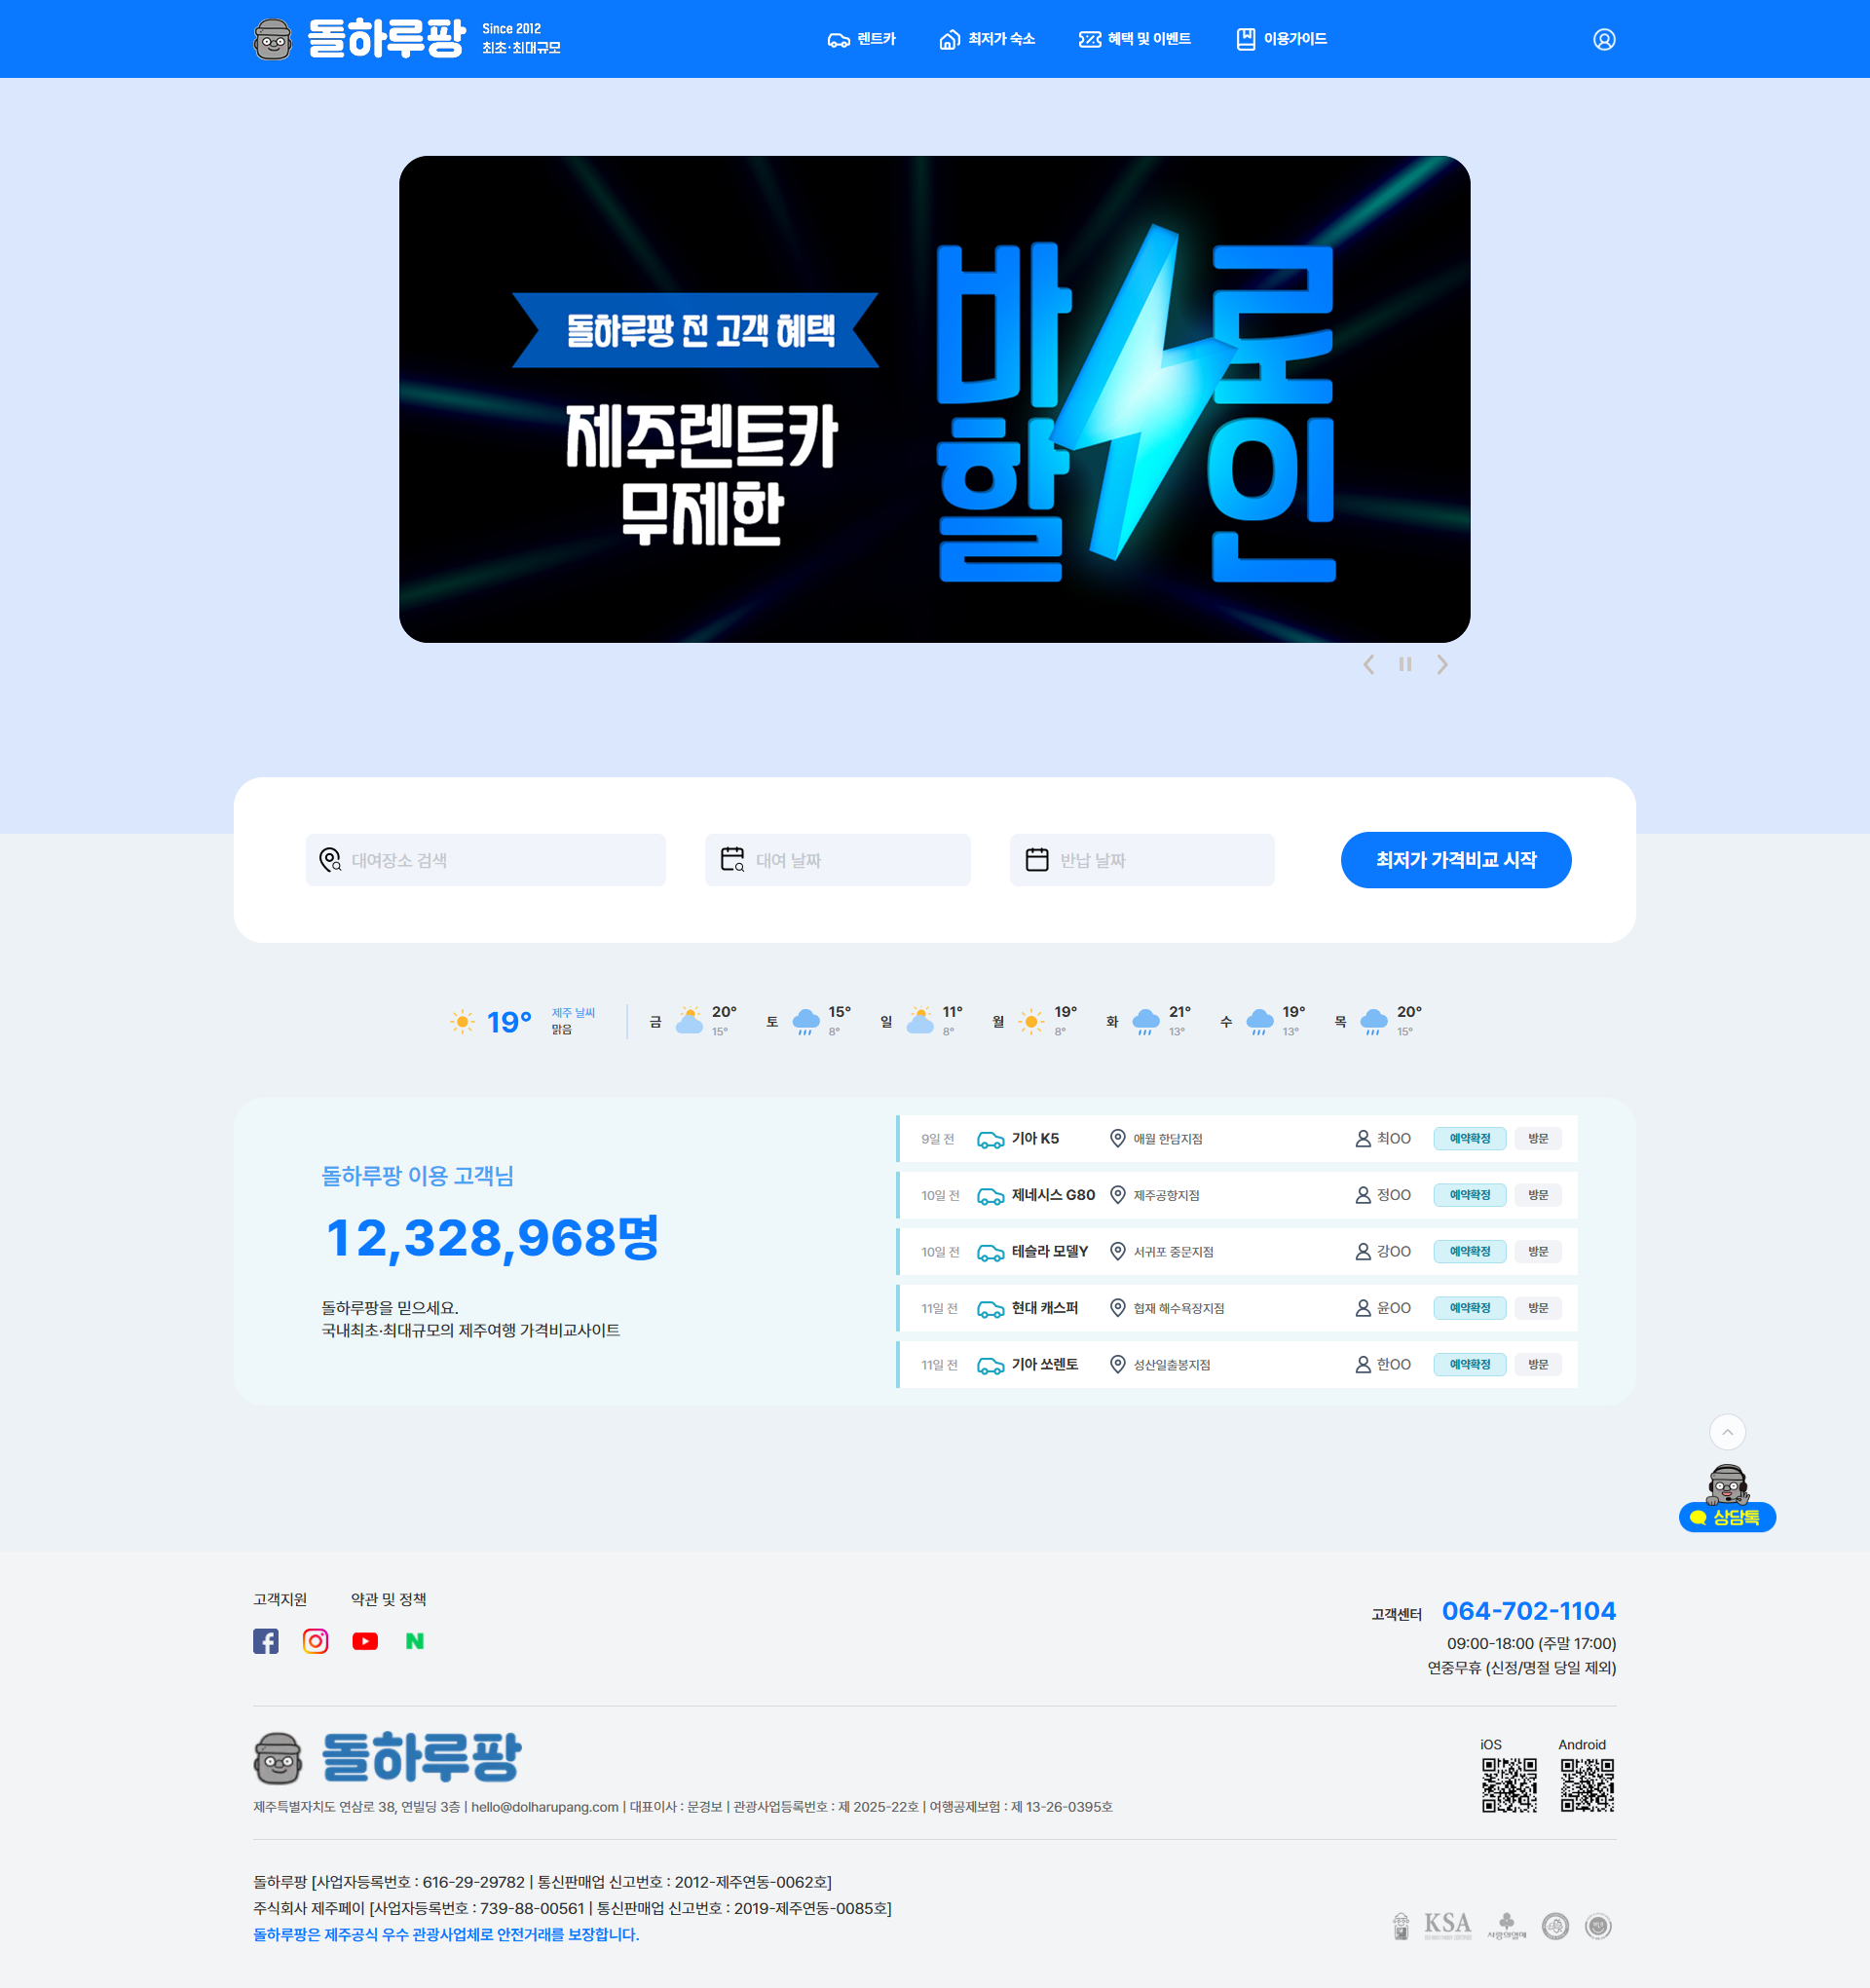 돌하루팡 Since 2012
최초·최대규모
렌트카 최저가 숙소 혜택 및 이벤트 이용가이드
돌하루팡 전 고객 혜택
제주렌트카
무제한
바로
할인
대여장소 검색 대여 날짜 반납 날짜 최저가 가격비교 시작
19° 제주 날씨 맑음
금 20° 15°
토 15° 8°
일 11° 8°
월 19° 8°
화 21° 13°
수 19° 13°
목 20° 15°
돌하루팡 이용 고객님
12,328,968명
돌하루팡을 믿으세요.
국내최초·최대규모의 제주여행 가격비교사이트
9일 전 기아 K5 애월 한담지점 최OO 예약확정 방문
10일 전 제네시스 G80 제주공항지점 정OO 예약확정 방문
10일 전 테슬라 모델Y 서귀포 중문지점 강OO 예약확정 방문
11일 전 현대 캐스퍼 협재 해수욕장지점 윤OO 예약확정 방문
11일 전 기아 쏘렌토 성산일출봉지점 한OO 예약확정 방문
상담톡
고객지원 약관 및 정책
고객센터 064-702-1104
09:00-18:00 (주말 17:00)
연중무휴 (신정/명절 당일 제외)
돌하루팡
iOS Android
제주특별자치도 연삼로 38, 연빌딩 3층 | hello@dolharupang.com | 대표이사 : 문경보 | 관광사업등록번호 : 제 2025-22호 | 여행공제보험 : 제 13-26-0395호
돌하루팡 [사업자등록번호 : 616-29-29782 | 통신판매업 신고번호 : 2012-제주연동-0062호]
주식회사 제주페이 [사업자등록번호 : 739-88-00561 | 통신판매업 신고번호 : 2019-제주연동-0085호]
돌하루팡은 제주공식 우수 관광사업체로 안전거래를 보장합니다.
KSA
사랑의열매